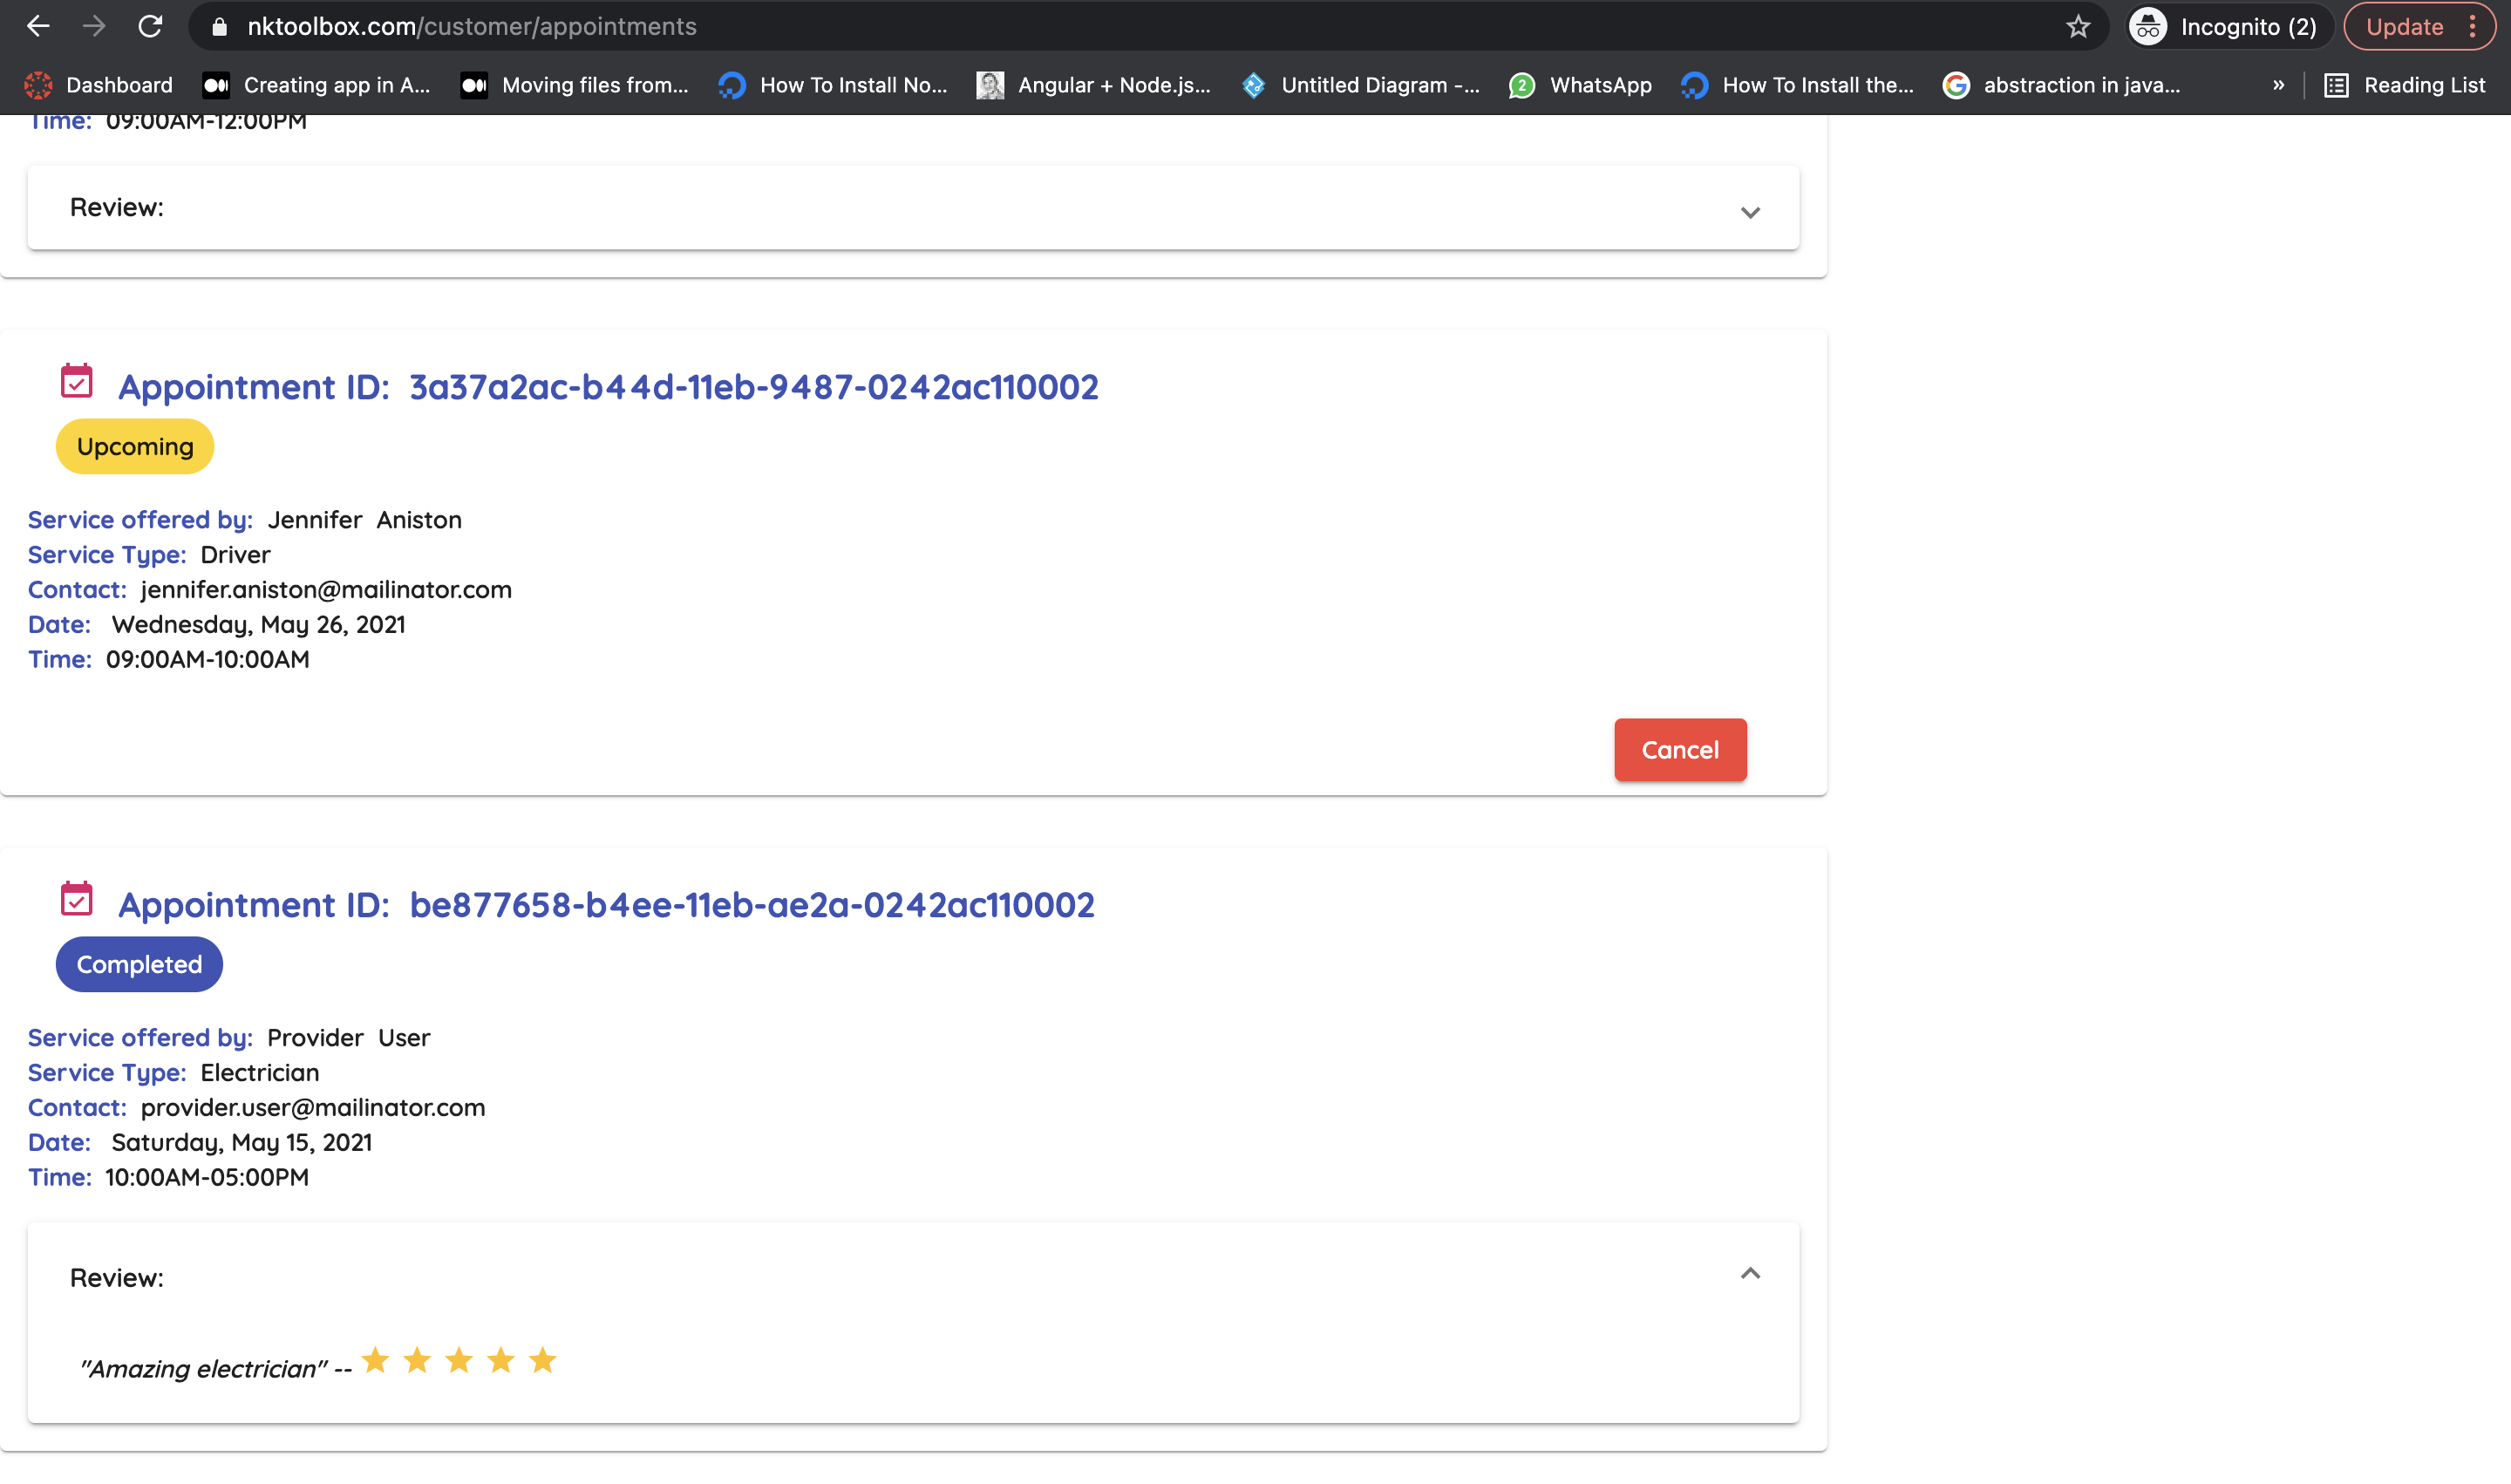 nktoolbox.com/customer/appointments
Incognito (2)
Update
Dashboard
Creating app in A...
Moving files from...
How To Install No...
Angular + Node.js...
Untitled Diagram -...
2
WhatsApp
How To Install the...
abstraction in java...
»
Reading List
Time: 09:00AM-12:00PM
Review:
Appointment ID: 3a37a2ac-b44d-11eb-9487-0242ac110002
Upcoming
Service offered by: Jennifer Aniston
Service Type: Driver
Contact: jennifer.aniston@mailinator.com
Date: Wednesday, May 26, 2021
Time: 09:00AM-10:00AM
Cancel
Appointment ID: be877658-b4ee-11eb-ae2a-0242ac110002
Completed
Service offered by: Provider User
Service Type: Electrician
Contact: provider.user@mailinator.com
Date: Saturday, May 15, 2021
Time: 10:00AM-05:00PM
Review:
"Amazing electrician" --